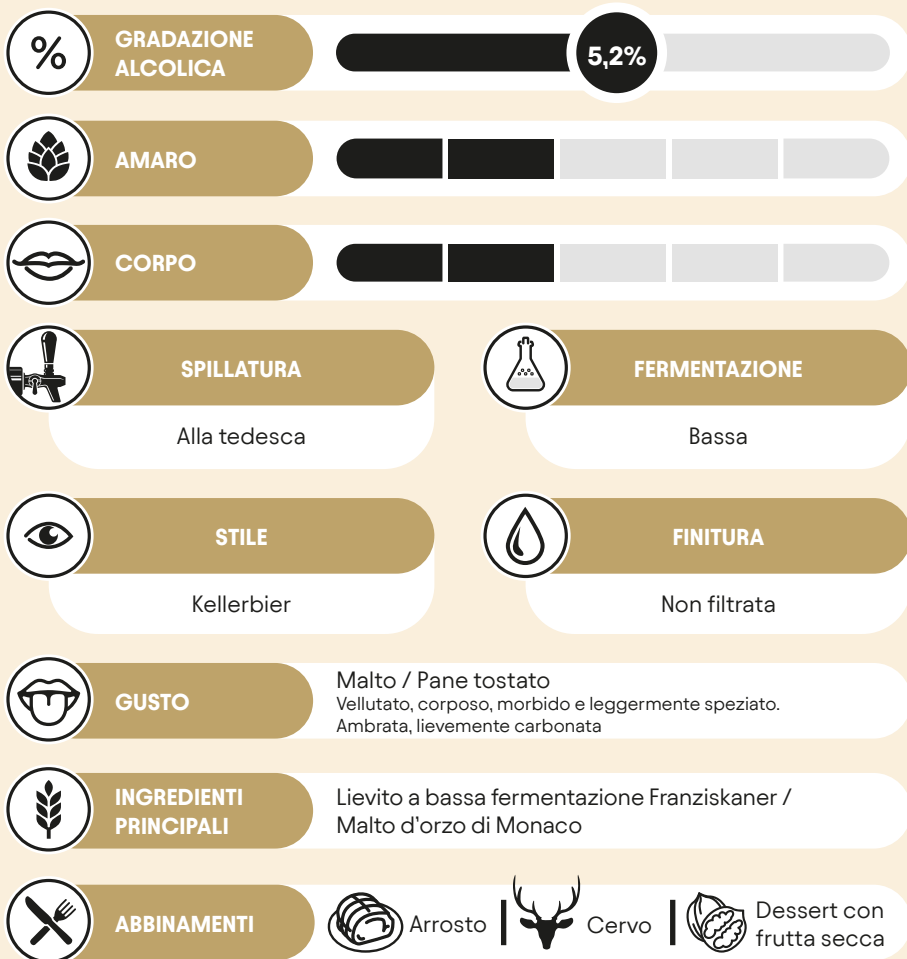 %
GRADAZIONE
ALCOLICA
5,2%
AMARO
CORPO
SPILLATURA
Alla tedesca
FERMENTAZIONE
Bassa
STILE
Kellerbier
FINITURA
Non filtrata
GUSTO
Malto / Pane tostato
Vellutato, corposo, morbido e leggermente speziato.
Ambrata, lievemente carbonata
INGREDIENTI
PRINCIPALI
Lievito a bassa fermentazione Franziskaner /
Malto d’orzo di Monaco
ABBINAMENTI
Arrosto
Cervo
Dessert con
frutta secca